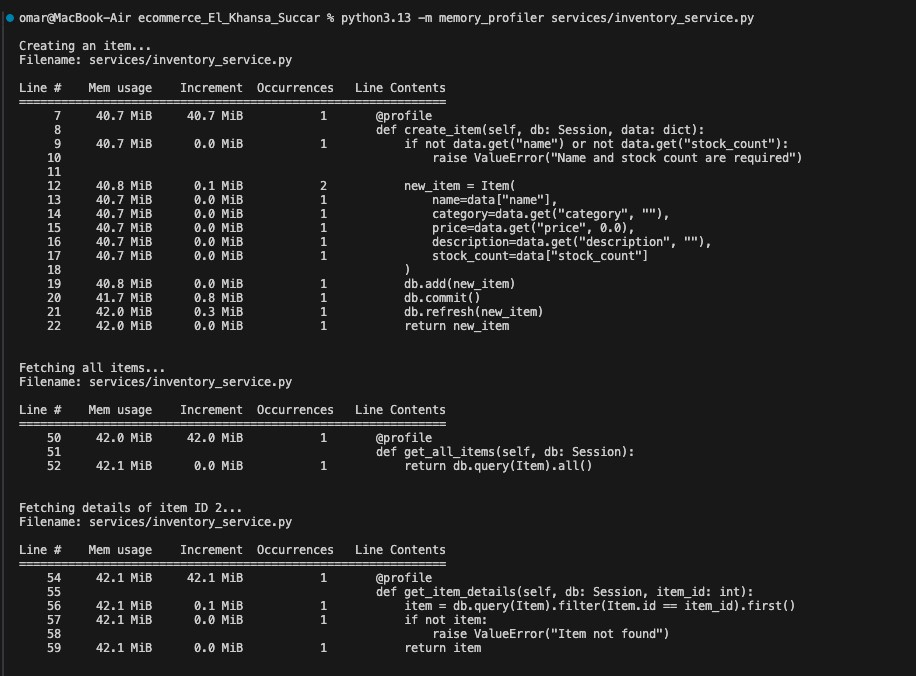 omar@MacBook-Air ecommerce_El_Khansa_Succar % python3.13 -m memory_profiler services/inventory_service.py
Creating an item...
Filename: services/inventory_service.py
Line #    Mem usage    Increment  Occurrences   Line Contents
=============================================================
     7     40.7 MiB     40.7 MiB           1       @profile
     8                                             def create_item(self, db: Session, data: dict):
     9     40.7 MiB      0.0 MiB           1           if not data.get("name") or not data.get("stock_count"):
    10                                                     raise ValueError("Name and stock count are required")
    11
    12     40.8 MiB      0.1 MiB           2           new_item = Item(
    13     40.7 MiB      0.0 MiB           1               name=data["name"],
    14     40.7 MiB      0.0 MiB           1               category=data.get("category", ""),
    15     40.7 MiB      0.0 MiB           1               price=data.get("price", 0.0),
    16     40.7 MiB      0.0 MiB           1               description=data.get("description", ""),
    17     40.7 MiB      0.0 MiB           1               stock_count=data["stock_count"]
    18                                                 )
    19     40.8 MiB      0.0 MiB           1           db.add(new_item)
    20     41.7 MiB      0.8 MiB           1           db.commit()
    21     42.0 MiB      0.3 MiB           1           db.refresh(new_item)
    22     42.0 MiB      0.0 MiB           1           return new_item
Fetching all items...
Filename: services/inventory_service.py
Line #    Mem usage    Increment  Occurrences   Line Contents
=============================================================
    50     42.0 MiB     42.0 MiB           1       @profile
    51                                             def get_all_items(self, db: Session):
    52     42.1 MiB      0.0 MiB           1           return db.query(Item).all()
Fetching details of item ID 2...
Filename: services/inventory_service.py
Line #    Mem usage    Increment  Occurrences   Line Contents
=============================================================
    54     42.1 MiB     42.1 MiB           1       @profile
    55                                             def get_item_details(self, db: Session, item_id: int):
    56     42.1 MiB      0.1 MiB           1           item = db.query(Item).filter(Item.id == item_id).first()
    57     42.1 MiB      0.0 MiB           1           if not item:
    58                                                     raise ValueError("Item not found")
    59     42.1 MiB      0.0 MiB           1           return item